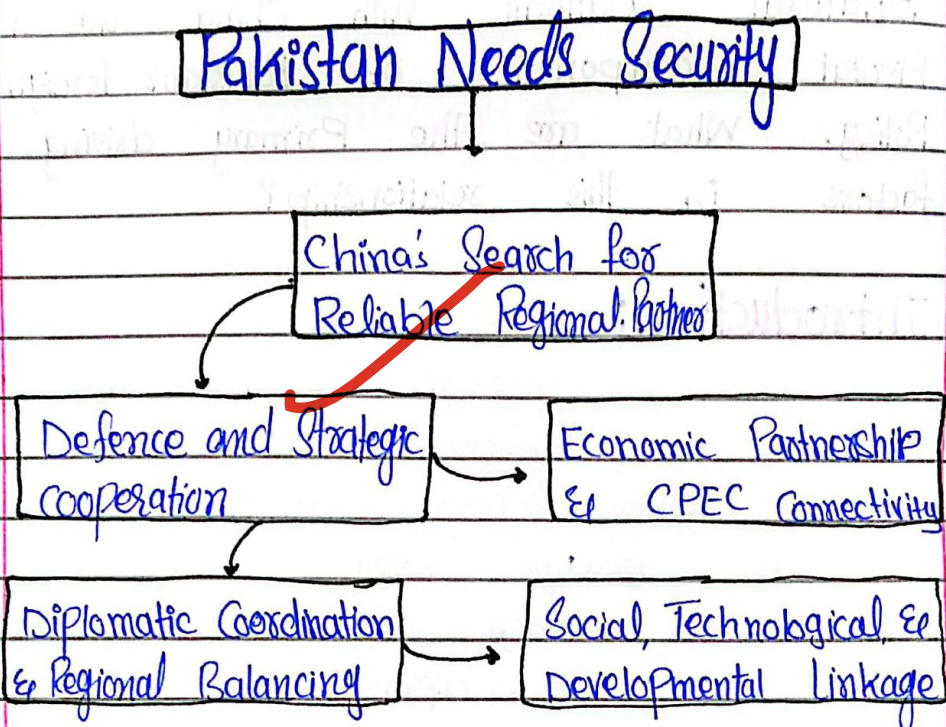 Pakistan Needs Security
China's Search for
Reliable Regional Partner
Defence and Strategic
Cooperation
Economic Partnership
& CPEC Connectivity
Diplomatic Coordination
& Regional Balancing
Social, Technological, &
Developmental Linkage